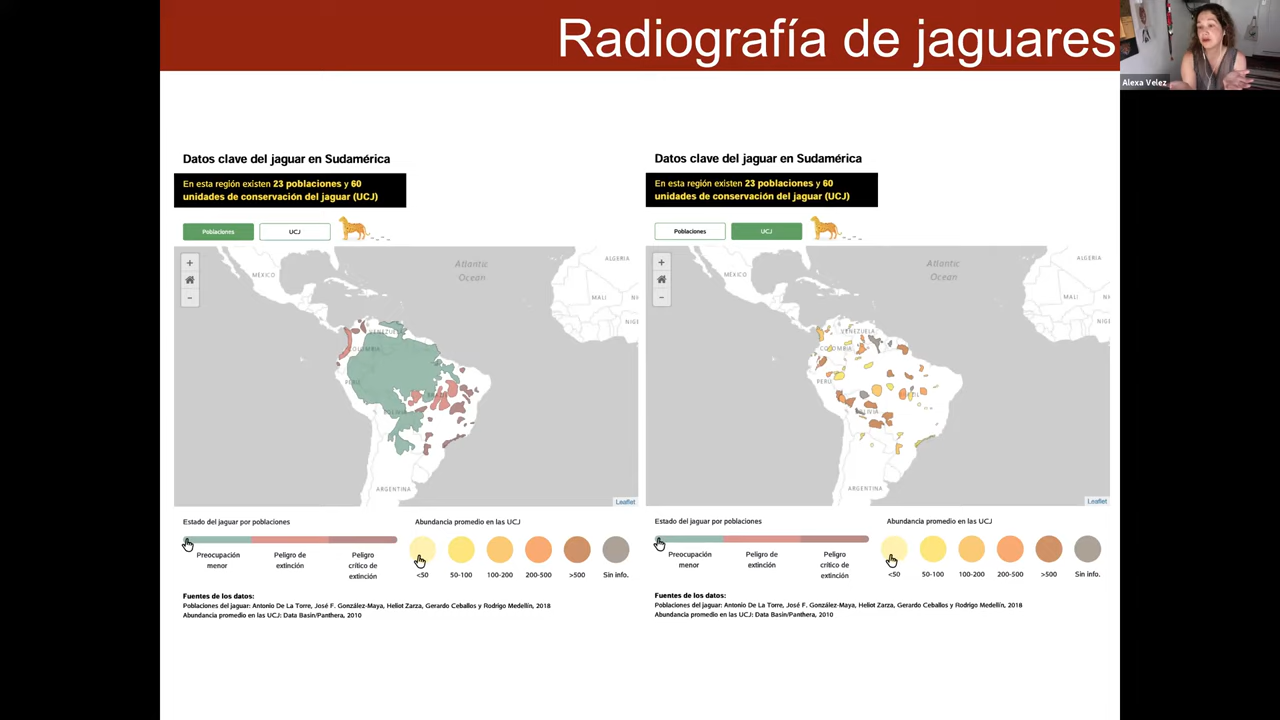 Radiografía de jaguares
Alexa Velez
Datos clave del jaguar en Sudamérica
En esta región existen 23 poblaciones y 60
unidades de conservación del jaguar (UCJ)
Poblaciones
UCJ
+
-
Atlantic
Ocean
MÉXICO
ALGERIA
MALI
NI
NIGE
VENEZUELA
COLOMBIA
PERU
BRASIL
BOLIVIA
ARGENTINA
Leaflet
Estado del jaguar por poblaciones
Preocupación
menor
Peligro de
extinción
Peligro
crítico de
extinción
Abundancia promedio en las UCJ
<50
50-100
100-200
200-500
>500
Sin info.
Fuentes de los datos:
Poblaciones del jaguar: Antonio De La Torre, José F. González-Maya, Heliot Zarza, Gerardo Ceballos y Rodrigo Medellín, 2018
Abundancia promedio en las UCJ: Data Basin/Panthera, 2010
Datos clave del jaguar en Sudamérica
En esta región existen 23 poblaciones y 60
unidades de conservación del jaguar (UCJ)
Poblaciones
UCJ
+
-
Atlantic
Ocean
MÉXICO
ALGERIA
MALI
NI
NIGE
VENEZUELA
COLOMBIA
PERU
BOLIVIA
ARGENTINA
Leaflet
Estado del jaguar por poblaciones
Preocupación
menor
Peligro de
extinción
Peligro
crítico de
extinción
Abundancia promedio en las UCJ
<50
50-100
100-200
200-500
>500
Sin info.
Fuentes de los datos:
Poblaciones del jaguar: Antonio De La Torre, José F. González-Maya, Heliot Zarza, Gerardo Ceballos y Rodrigo Medellín, 2018
Abundancia promedio en las UCJ: Data Basin/Panthera, 2010